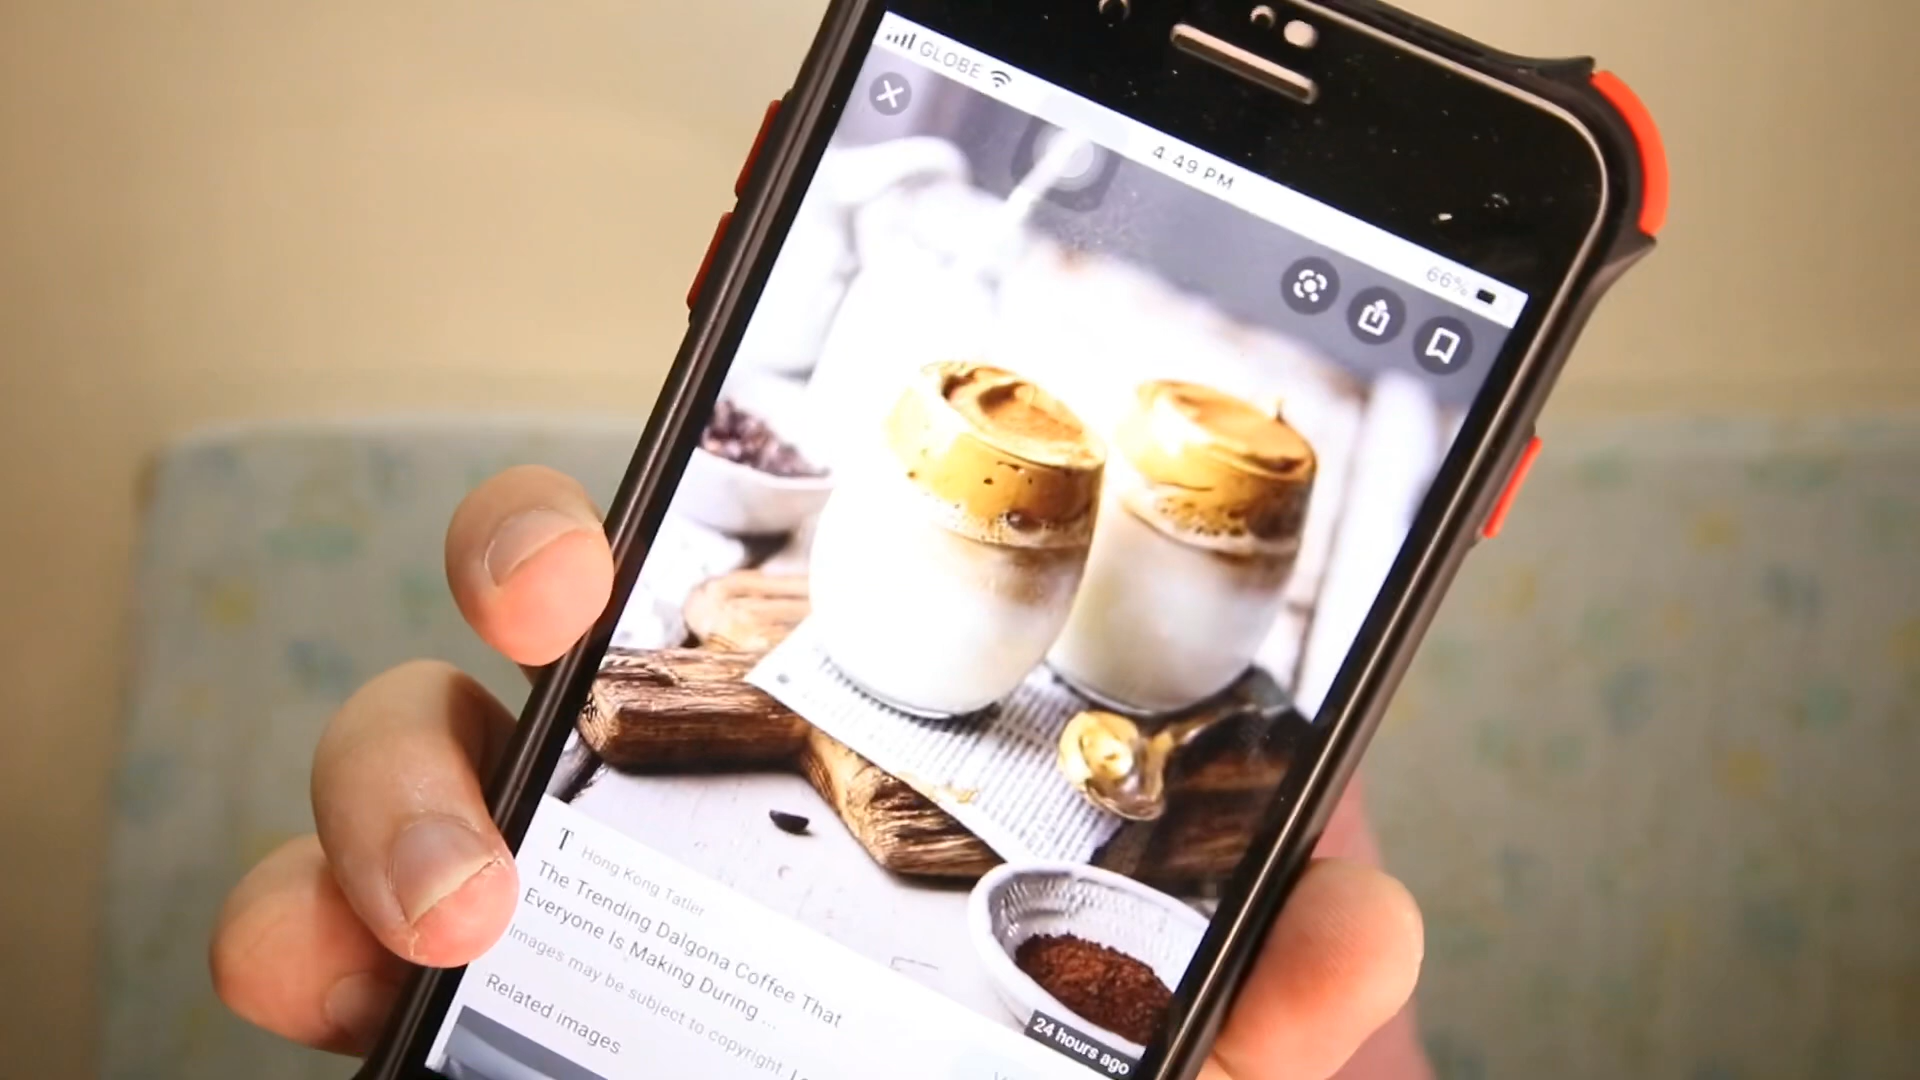 GLOBE
4:49 PM
66%
T Hong Kong Tatler
The Trending Dalgona Coffee That
Everyone Is Making During ...
Images may be subject to copyright.
Related images
24 hours ago